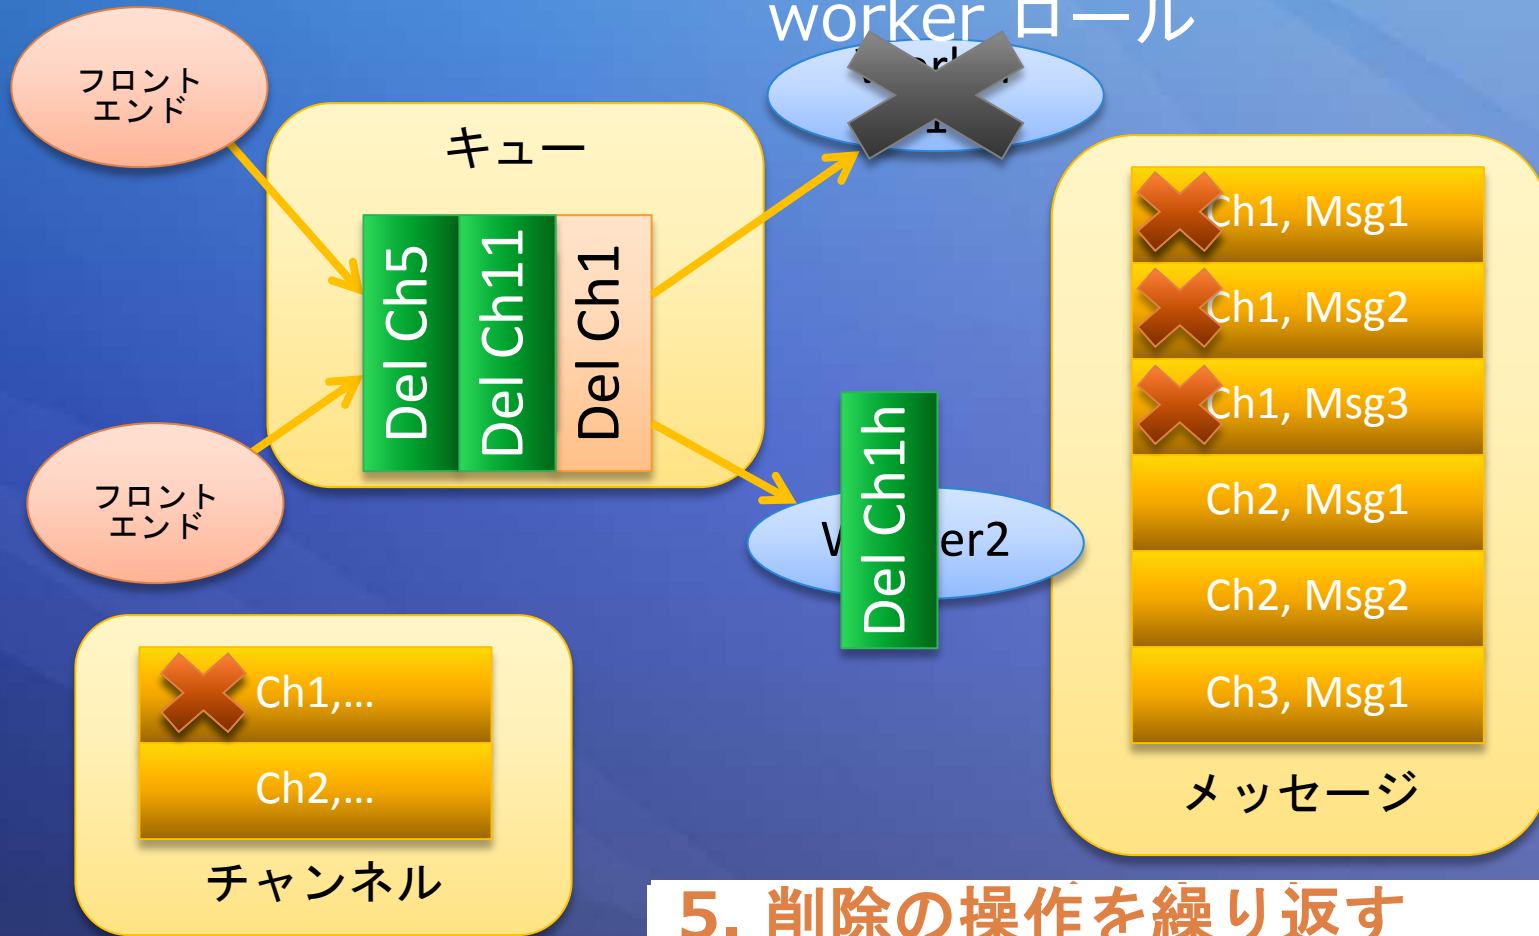 worker ロール
フロント
エンド
キュー
Del Ch5
Del Ch11
Del Ch1
フロント
エンド
Del Ch1h
er2
Ch1, Msg1
Ch1, Msg2
Ch1, Msg3
Ch2, Msg1
Ch2, Msg2
Ch3, Msg1
メッセージ
Ch1,...
Ch2,...
チャンネル
5. 削除の操作を繰り返す